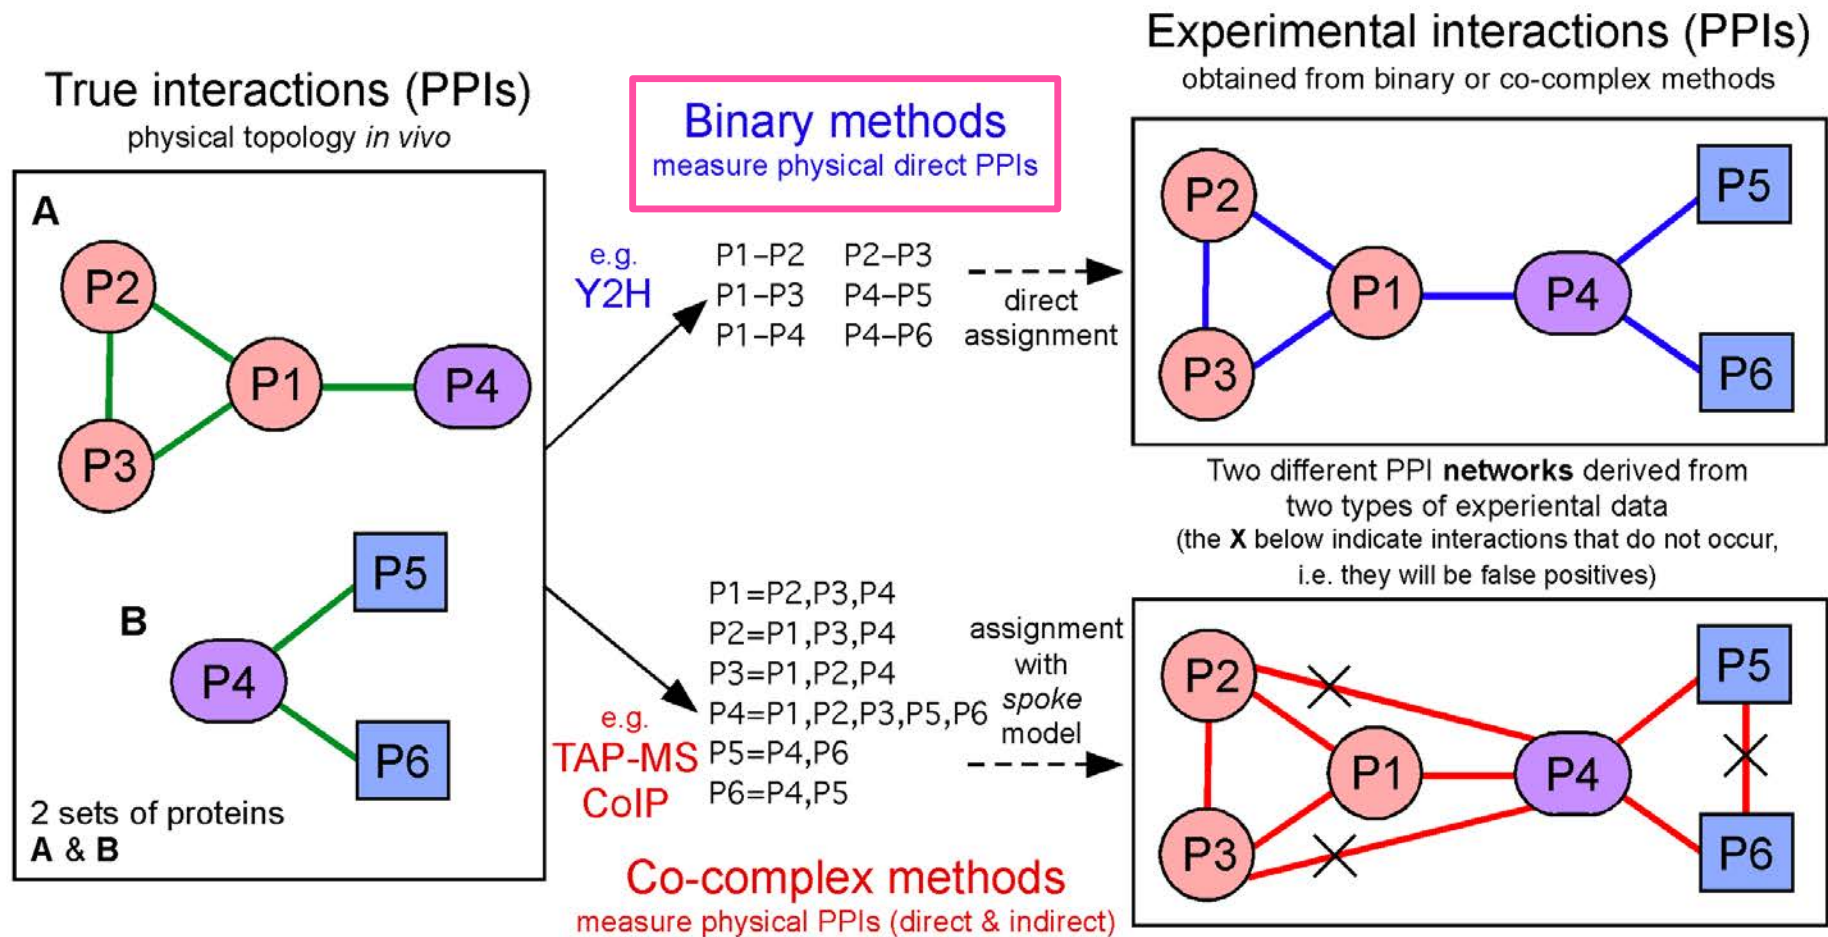 True interactions (PPIs)
physical topology in vivo
A
P2
P1
P4
P3
B
P5
P4
P6
2 sets of proteins
A & B
Binary methods
measure physical direct PPIs
e.g.
Y2H
P1–P2 P2–P3
P1–P3 P4–P5
P1–P4 P4–P6
direct
assignment
e.g.
TAP-MS
CoIP
P1=P2,P3,P4
P2=P1,P3,P4
P3=P1,P2,P4
P4=P1,P2,P3,P5,P6
P5=P4,P6
P6=P4,P5
assignment
with
spoke
model
Co-complex methods
measure physical PPIs (direct & indirect)
Experimental interactions (PPIs)
obtained from binary or co-complex methods
P2
P5
P1
P4
P3
P6
Two different PPI networks derived from
two types of experiental data
(the X below indicate interactions that do not occur,
i.e. they will be false positives)
P2
P5
P1
P4
P3
P6